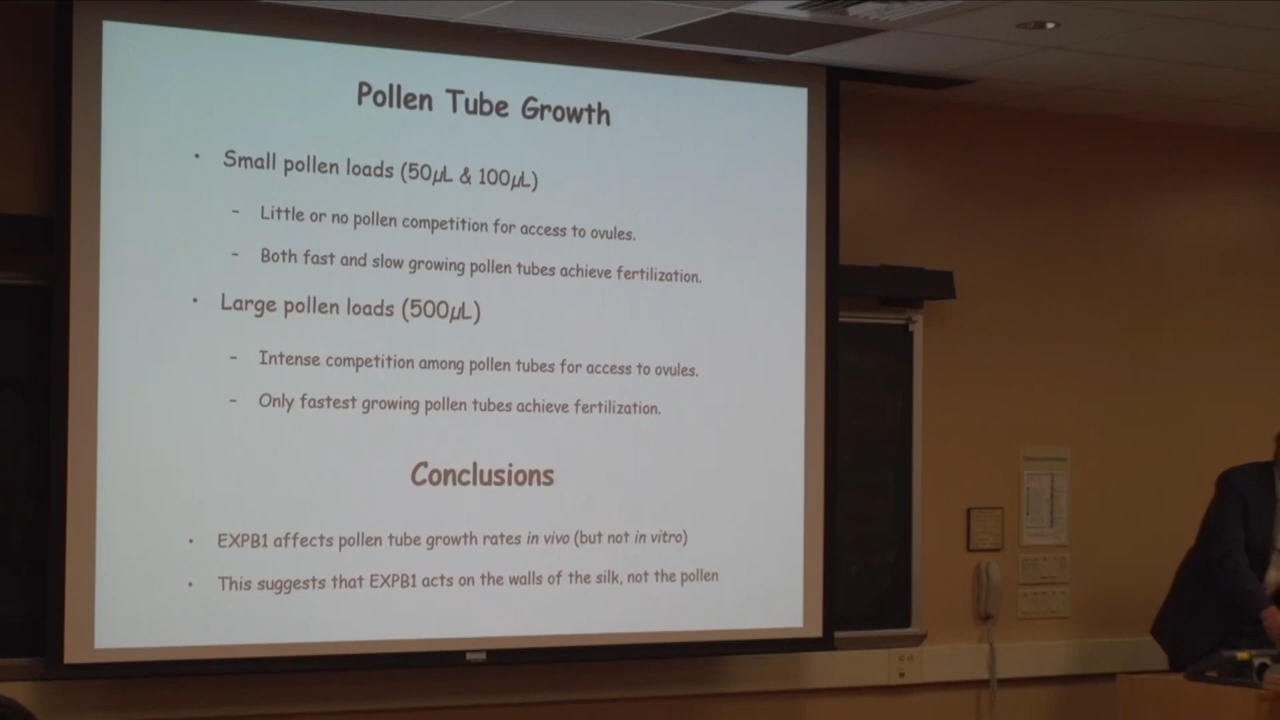 Pollen Tube Growth
• Small pollen loads (50µL & 100µL)
- Little or no pollen competition for access to ovules.
- Both fast and slow growing pollen tubes achieve fertilization.
• Large pollen loads (500µL)
- Intense competition among pollen tubes for access to ovules.
- Only fastest growing pollen tubes achieve fertilization.
Conclusions
• EXPB1 affects pollen tube growth rates in vivo (but not in vitro)
• This suggests that EXPB1 acts on the walls of the silk, not the pollen